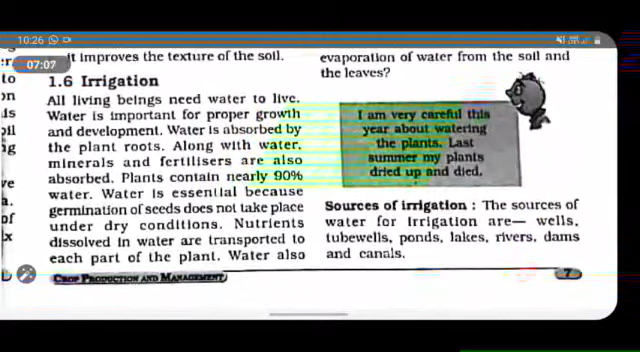 10:26
07:07
it improves the texture of the soil.
1.6 Irrigation
All living beings need water to live.
Water is important for proper growth
and development. Water is absorbed by
the plant roots. Along with water,
minerals and fertilisers are also
absorbed. Plants contain nearly 90%
water. Water is essential because
germination of seeds does not take place
under dry conditions. Nutrients
dissolved in water are transported to
each part of the plant. Water also
evaporation of water from the soil and
the leaves?
I am very careful this
year about watering
the plants. Last
summer my plants
dried up and died.
Sources of irrigation : The sources of
water for irrigation are— wells,
tubewells, ponds, lakes, rivers, dams
and canals.
CROP PRODUCTION AND MANAGEMENT
7